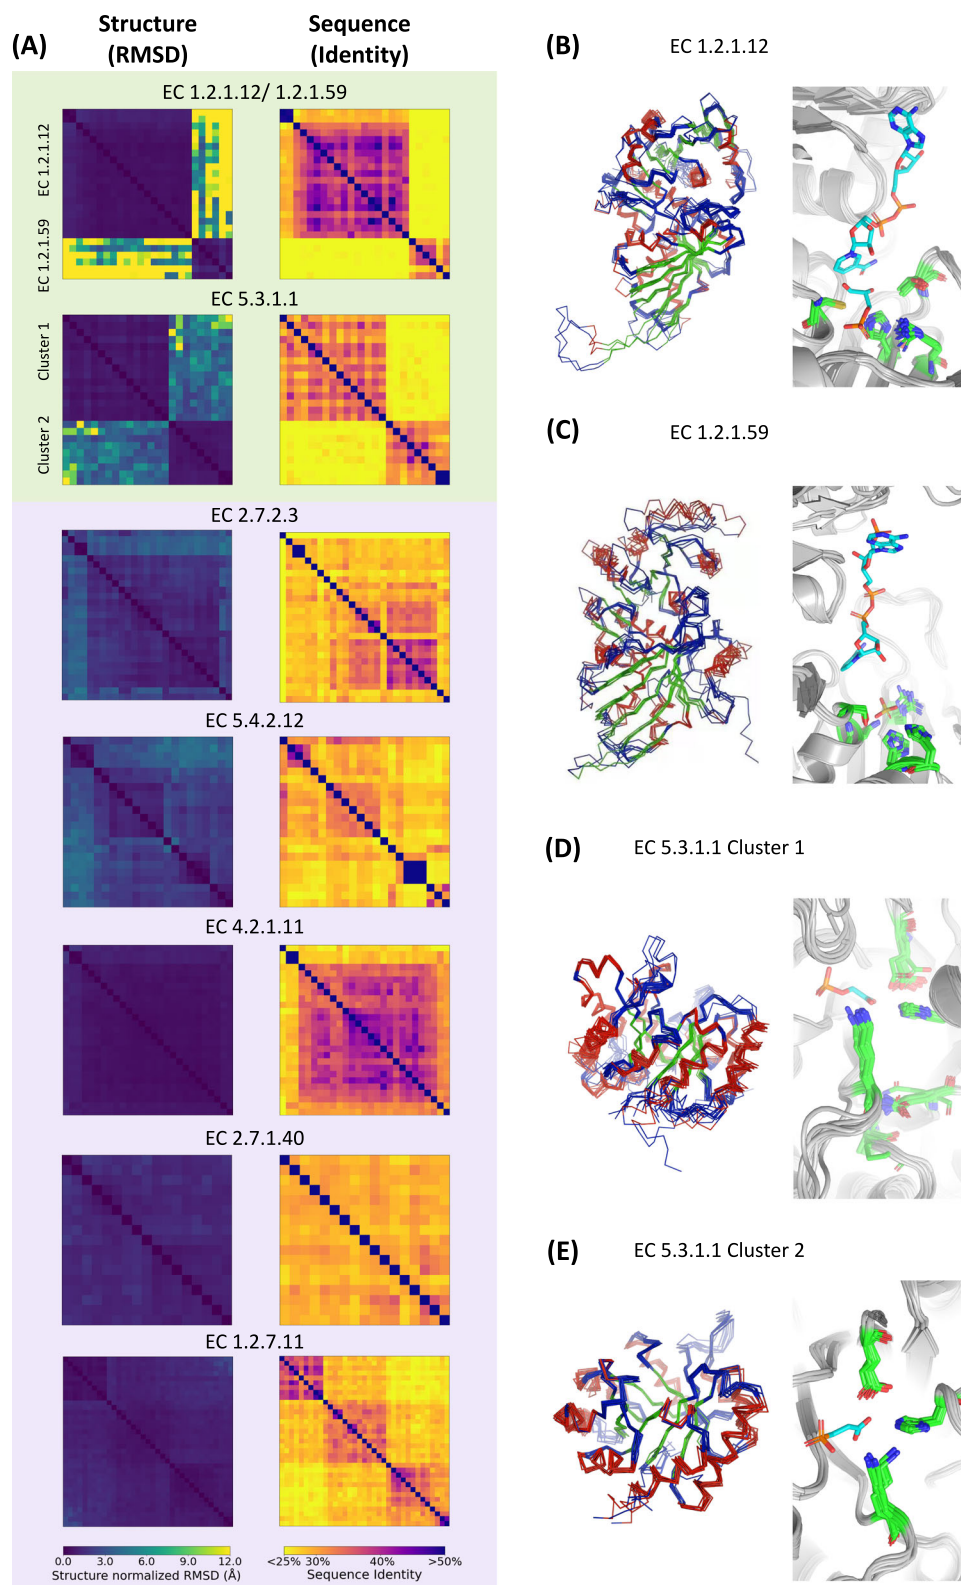 (A)
Structure
(RMSD)
Sequence
(Identity)
EC 1.2.1.12/ 1.2.1.59
EC 1.2.1.12
EC 1.2.1.59
EC 5.3.1.1
Cluster 1
Cluster 2
EC 2.7.2.3
EC 5.4.2.12
EC 4.2.1.11
EC 2.7.1.40
EC 1.2.7.11
0.0 3.0 6.0 9.0 12.0
Structure normalized RMSD (Å)
<25% 30% 40% >50%
Sequence Identity
(B) EC 1.2.1.12
(C) EC 1.2.1.59
(D) EC 5.3.1.1 Cluster 1
(E) EC 5.3.1.1 Cluster 2